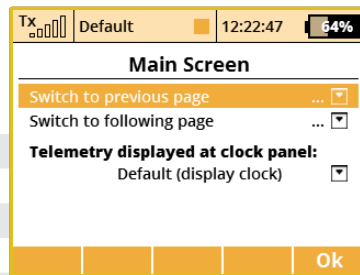 Tx Default 12:22:47 64%
Main Screen
Switch to previous page ...
Switch to following page ...
Telemetry displayed at clock panel:
Default (display clock)
Ok